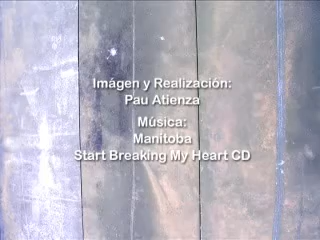 Imágen y Realización:
Pau Atienza
Música:
Manitoba
Start Breaking My Heart CD